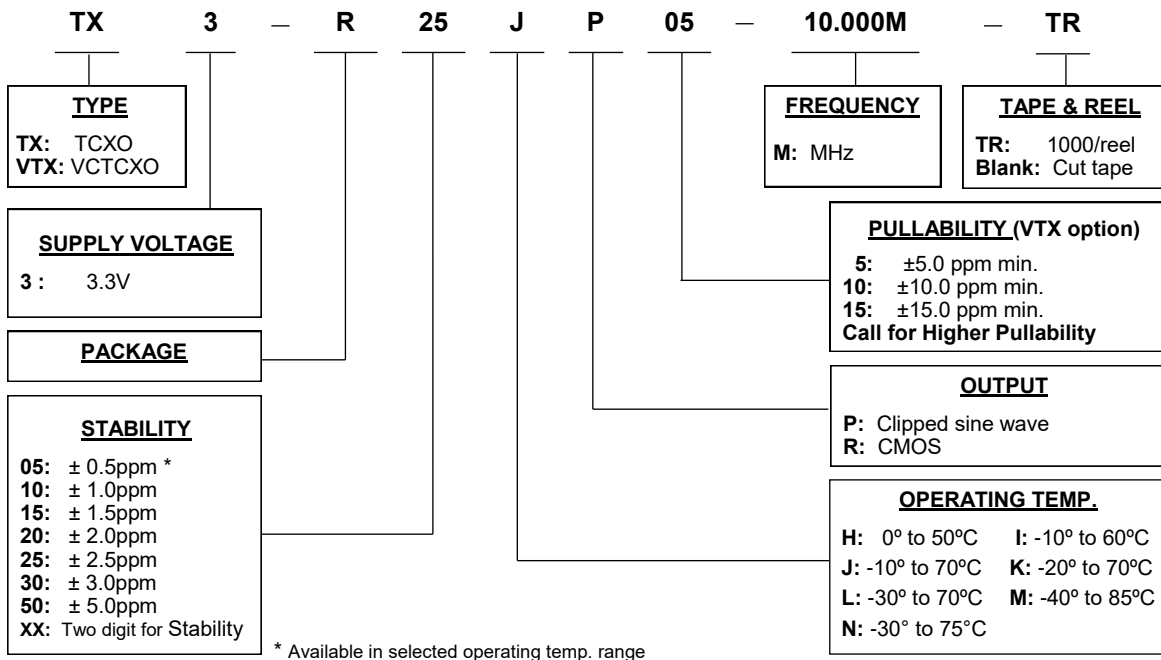 TX 3 – R 25 J P 05 – 10.000M – TR
TYPE
TX: TCXO
VTX: VCTCXO
SUPPLY VOLTAGE
3 : 3.3V
PACKAGE
STABILITY
05: ± 0.5ppm *
10: ± 1.0ppm
15: ± 1.5ppm
20: ± 2.0ppm
25: ± 2.5ppm
30: ± 3.0ppm
50: ± 5.0ppm
XX: Two digit for Stability
* Available in selected operating temp. range
FREQUENCY
M: MHz
TAPE & REEL
TR: 1000/reel
Blank: Cut tape
PULLABILITY (VTX option)
5: ±5.0 ppm min.
10: ±10.0 ppm min.
15: ±15.0 ppm min.
Call for Higher Pullability
OUTPUT
P: Clipped sine wave
R: CMOS
OPERATING TEMP.
H: 0º to 50ºC I: -10º to 60ºC
J: -10º to 70ºC K: -20º to 70ºC
L: -30º to 70ºC M: -40º to 85ºC
N: -30° to 75°C